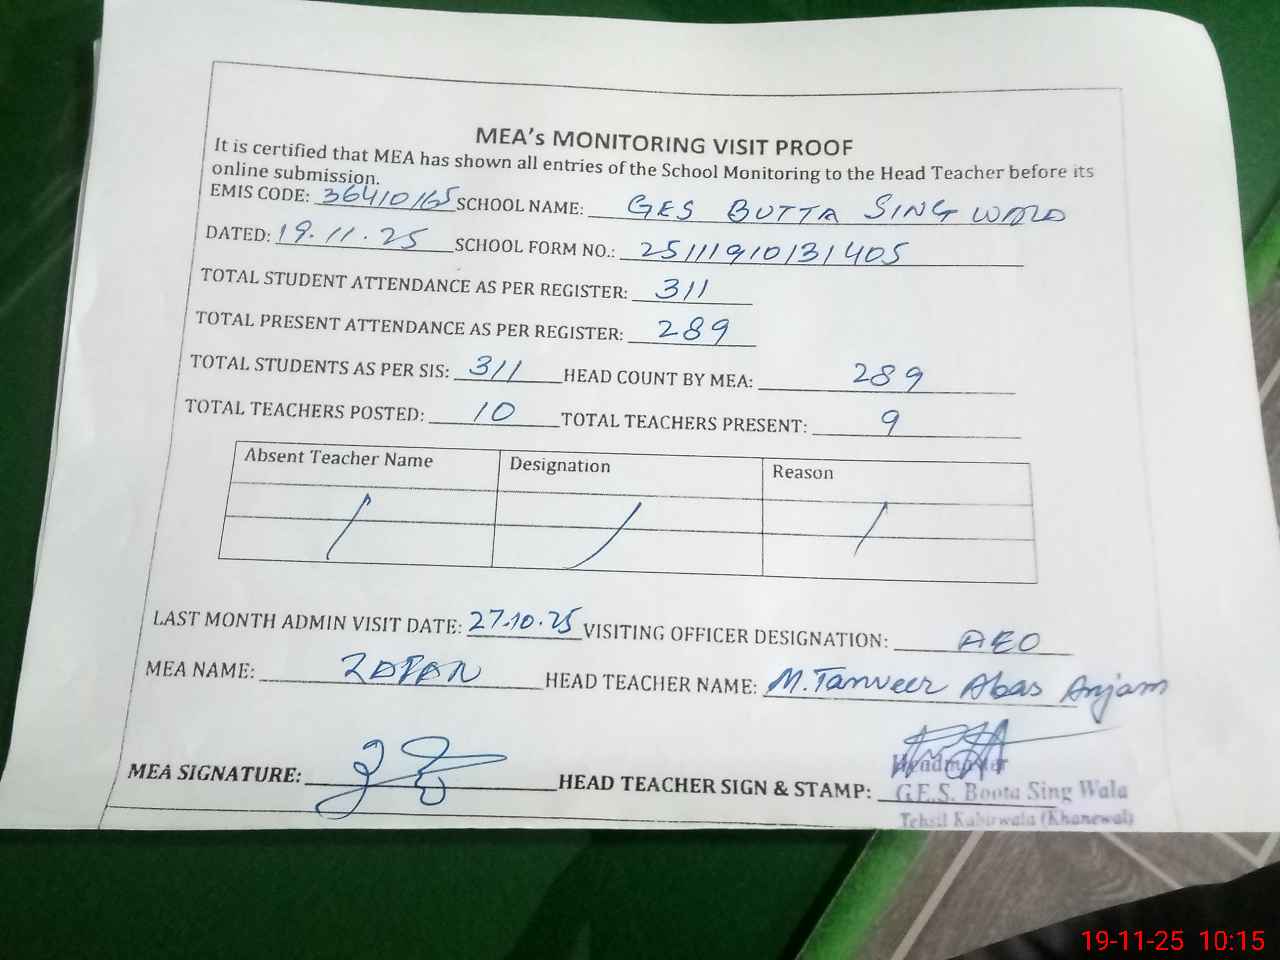 MEA's MONITORING VISIT PROOF
It is certified that MEA has shown all entries of the School Monitoring to the Head Teacher before its
online submission.
EMIS CODE: 36410165 SCHOOL NAME: GES BUTTA SING WALA
DATED: 19.11.25 SCHOOL FORM NO.: 25111910131405
TOTAL STUDENT ATTENDANCE AS PER REGISTER: 311
TOTAL PRESENT ATTENDANCE AS PER REGISTER: 289
TOTAL STUDENTS AS PER SIS: 311 HEAD COUNT BY MEA: 289
TOTAL TEACHERS POSTED: 10 TOTAL TEACHERS PRESENT: 9
Absent Teacher Name Designation Reason
LAST MONTH ADMIN VISIT DATE: 27.10.25 VISITING OFFICER DESIGNATION: AEO
MEA NAME: HEAD TEACHER NAME: M. Tanveer Abas Anjam
MEA SIGNATURE: HEAD TEACHER SIGN & STAMP:
Headmaster
G.E.S. Boota Sing Wala
Tehsil Kabirwala (Khanewal)
19-11-25 10:15